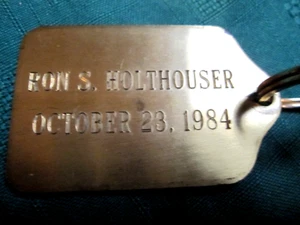 RON S. HOLTHOUSER
OCTOBER 23, 1984